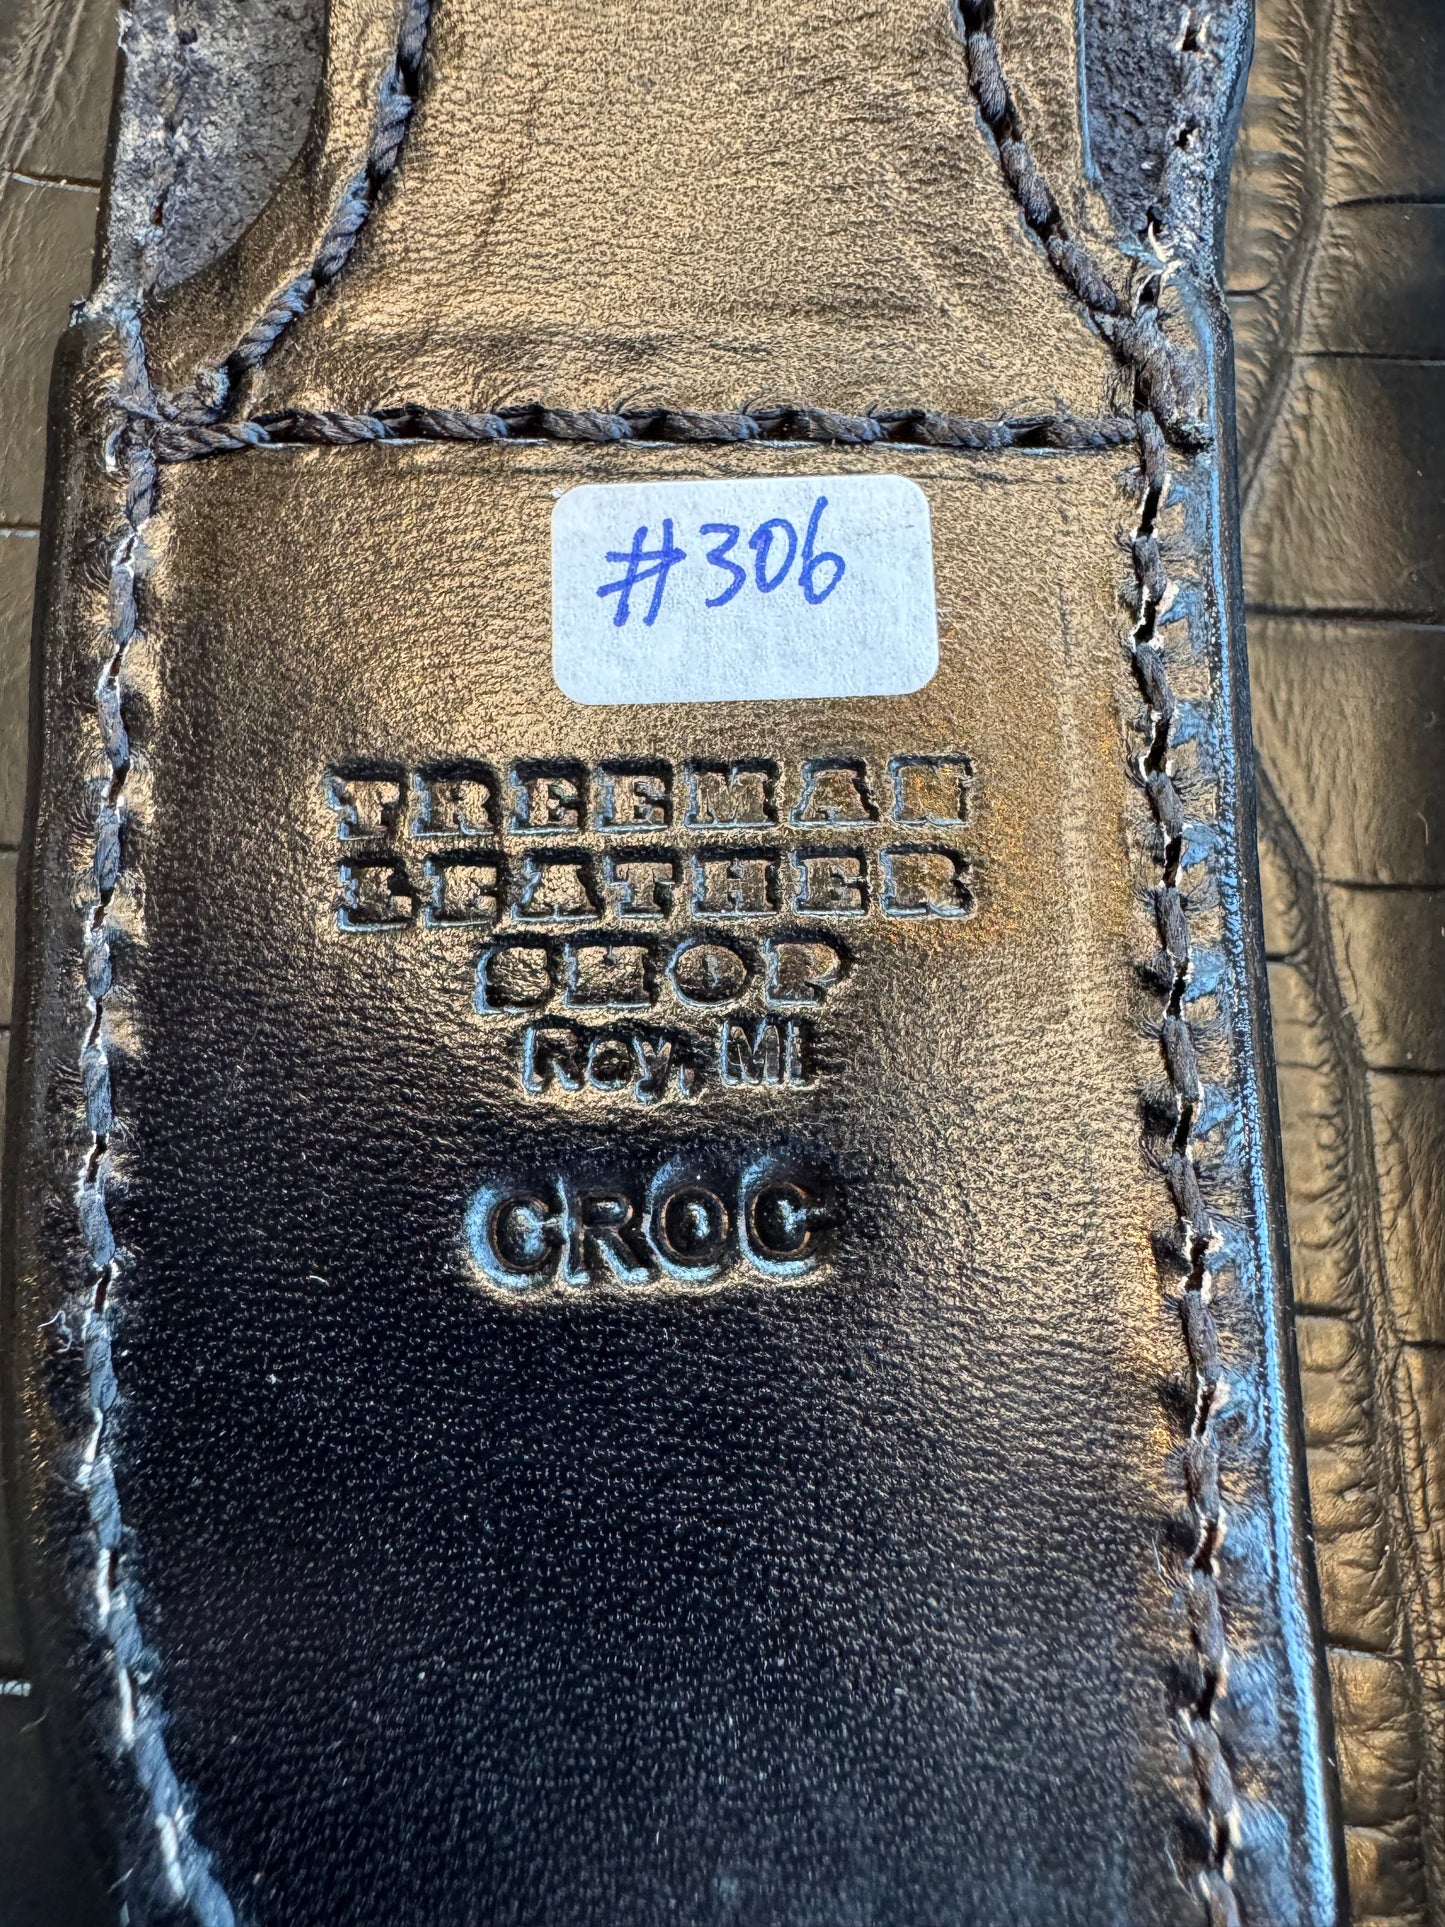 #306
FREEMAN
LEATHER
SHOP
Roy, MI
CROC